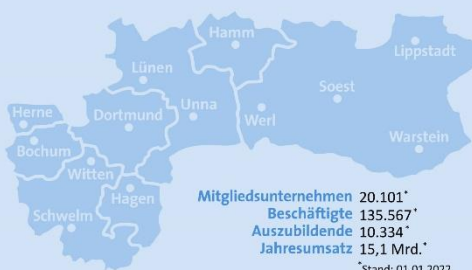 Hamm
Lippstadt
Lünen
Soest
Herne
Dortmund
Unna
Werl
Bochum
Warstein
Witten
Hagen
Schwelm
Mitgliedsunternehmen 20.101*
Beschäftigte 135.567*
Auszubildende 10.334*
Jahresumsatz 15,1 Mrd.*
*Stand: 01.01.2022